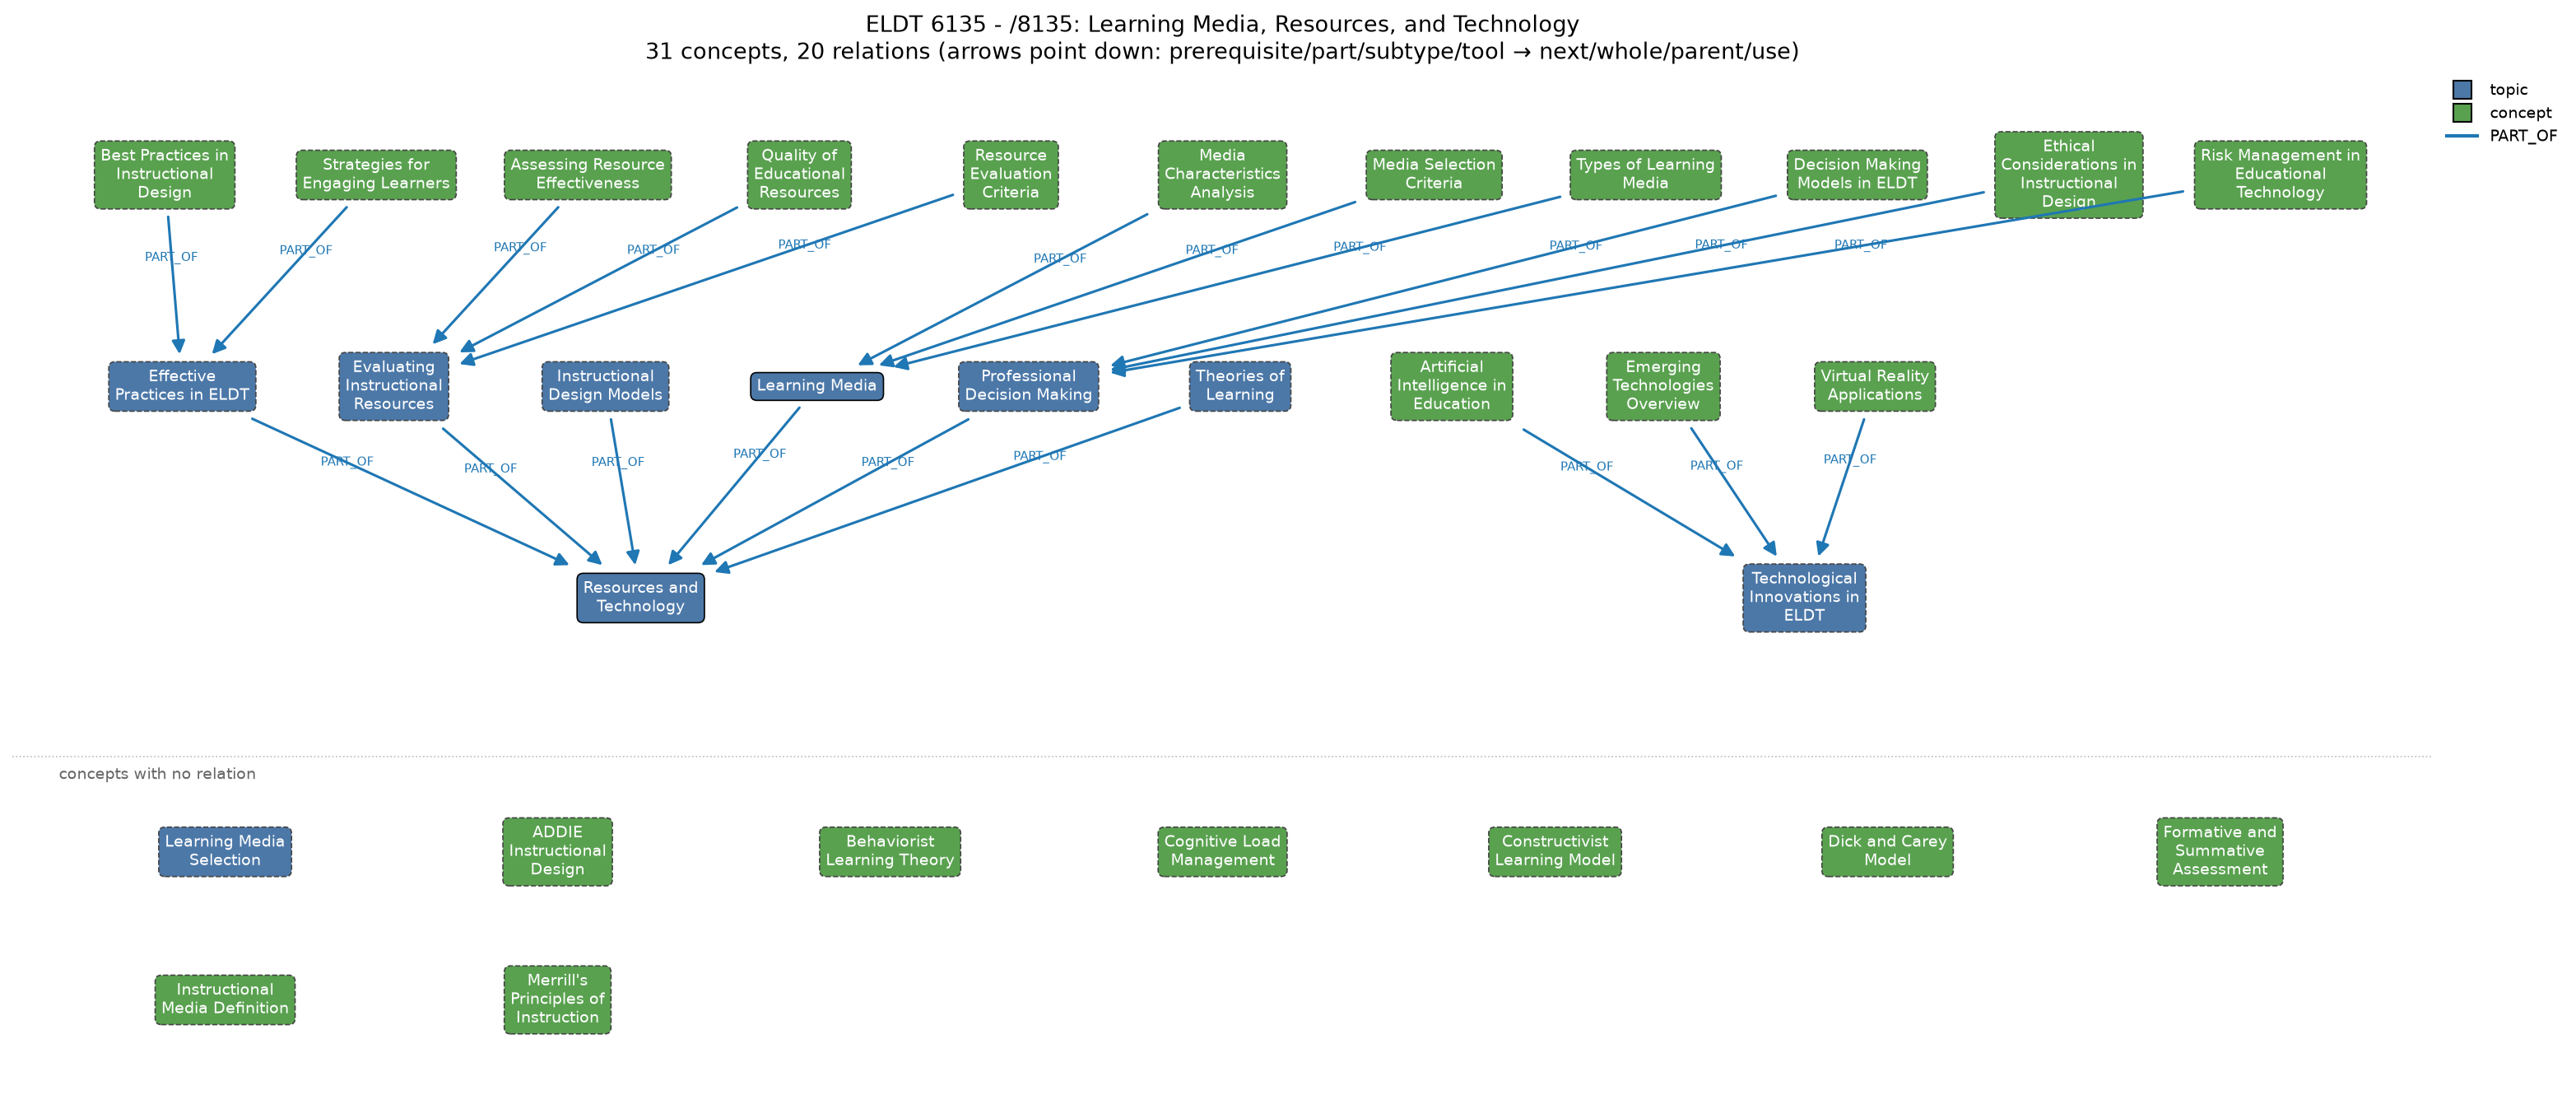 ELDT 6135 - /8135: Learning Media, Resources, and Technology
31 concepts, 20 relations (arrows point down: prerequisite/part/subtype/tool → next/whole/parent/use)
topic
concept
PART_OF
Best Practices in
Instructional
Design
Strategies for
Engaging Learners
Assessing Resource
Effectiveness
Quality of
Educational
Resources
Resource
Evaluation
Criteria
Media
Characteristics
Analysis
Media Selection
Criteria
Types of Learning
Media
Decision Making
Models in ELDT
Ethical
Considerations in
Instructional
Design
Risk Management in
Educational
Technology
PART_OF
PART_OF
PART_OF
PART_OF
PART_OF
PART_OF
PART_OF
PART_OF
PART_OF
PART_OF
PART_OF
Effective
Practices in ELDT
Evaluating
Instructional
Resources
Instructional
Design Models
Learning Media
Professional
Decision Making
Theories of
Learning
Artificial
Intelligence in
Education
Emerging
Technologies
Overview
Virtual Reality
Applications
PART_OF
PART_OF
PART_OF
PART_OF
PART_OF
PART_OF
PART_OF
PART_OF
PART_OF
Resources and
Technology
Technological
Innovations in
ELDT
concepts with no relation
Learning Media
Selection
ADDIE
Instructional
Design
Behaviorist
Learning Theory
Cognitive Load
Management
Constructivist
Learning Model
Dick and Carey
Model
Formative and
Summative
Assessment
Instructional
Media Definition
Merrill's
Principles of
Instruction